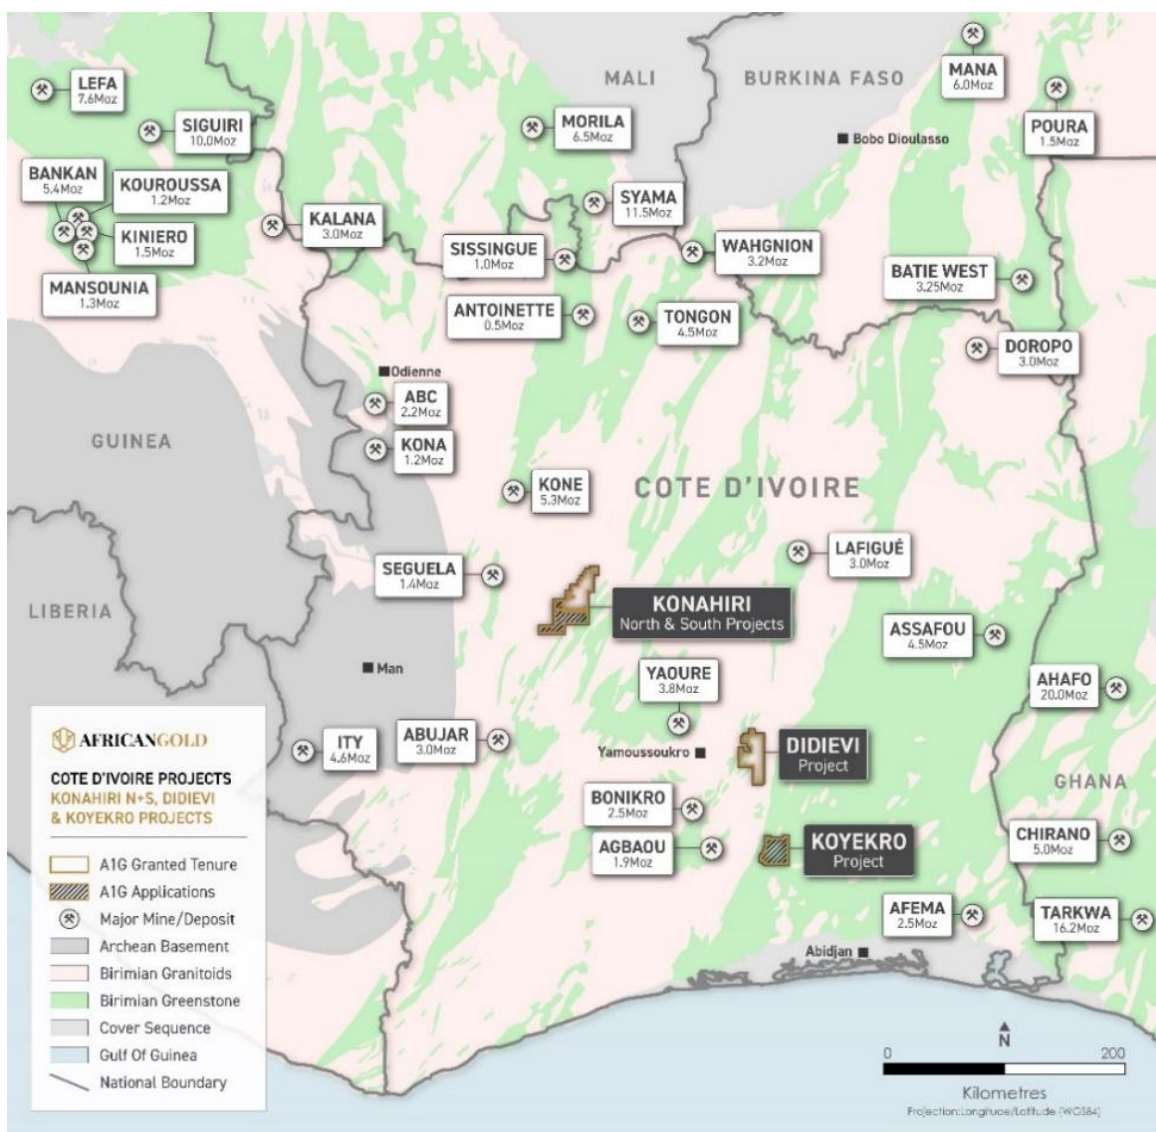 MALI
BURKINA FASO
MANA
6.0Moz
LEFA
7.6Moz
SIGUIRI
10.0Moz
MORILA
6.5Moz
POURA
1.5Moz
Bobo Dioulasso
BANKAN
5.4Moz
KOUROUSSA
1.2Moz
KINIERO
1.5Moz
MANSOUNIA
1.3Moz
KALANA
3.0Moz
SYAMA
11.5Moz
SISSINGUE
1.0Moz
WAHGNION
3.2Moz
BATIE WEST
3.25Moz
ANTOINETTE
0.5Moz
TONGON
4.5Moz
DOROPO
3.0Moz
Odienne
ABC
2.2Moz
GUINEA
KONA
1.2Moz
KONE
5.3Moz
COTE D'IVOIRE
LAFIGUÉ
3.0Moz
SEGUELA
1.4Moz
LIBERIA
KONAHIRI
North & South Projects
ASSAFOU
4.5Moz
Man
YAOURE
3.8Moz
AHAFO
20.0Moz
ITY
4.6Moz
ABUJAR
3.0Moz
Yamoussoukro
DIDIEVI
Project
GHANA
BONIKRO
2.5Moz
AGBAOU
1.9Moz
KOYEKRO
Project
CHIRANO
5.0Moz
AFEMA
2.5Moz
TARKWA
16.2Moz
Abidjan
AFRICANGOLD
COTE D'IVOIRE PROJECTS
KONAHIRI N+S, DIDIEVI
& KOYEKRO PROJECTS
A1G Granted Tenure
A1G Applications
Major Mine/Deposit
Archean Basement
Birimian Granitoids
Birimian Greenstone
Cover Sequence
Gulf Of Guinea
National Boundary
N
0 200
Kilometres
Projection:Longitude/Latitude (WGS84)